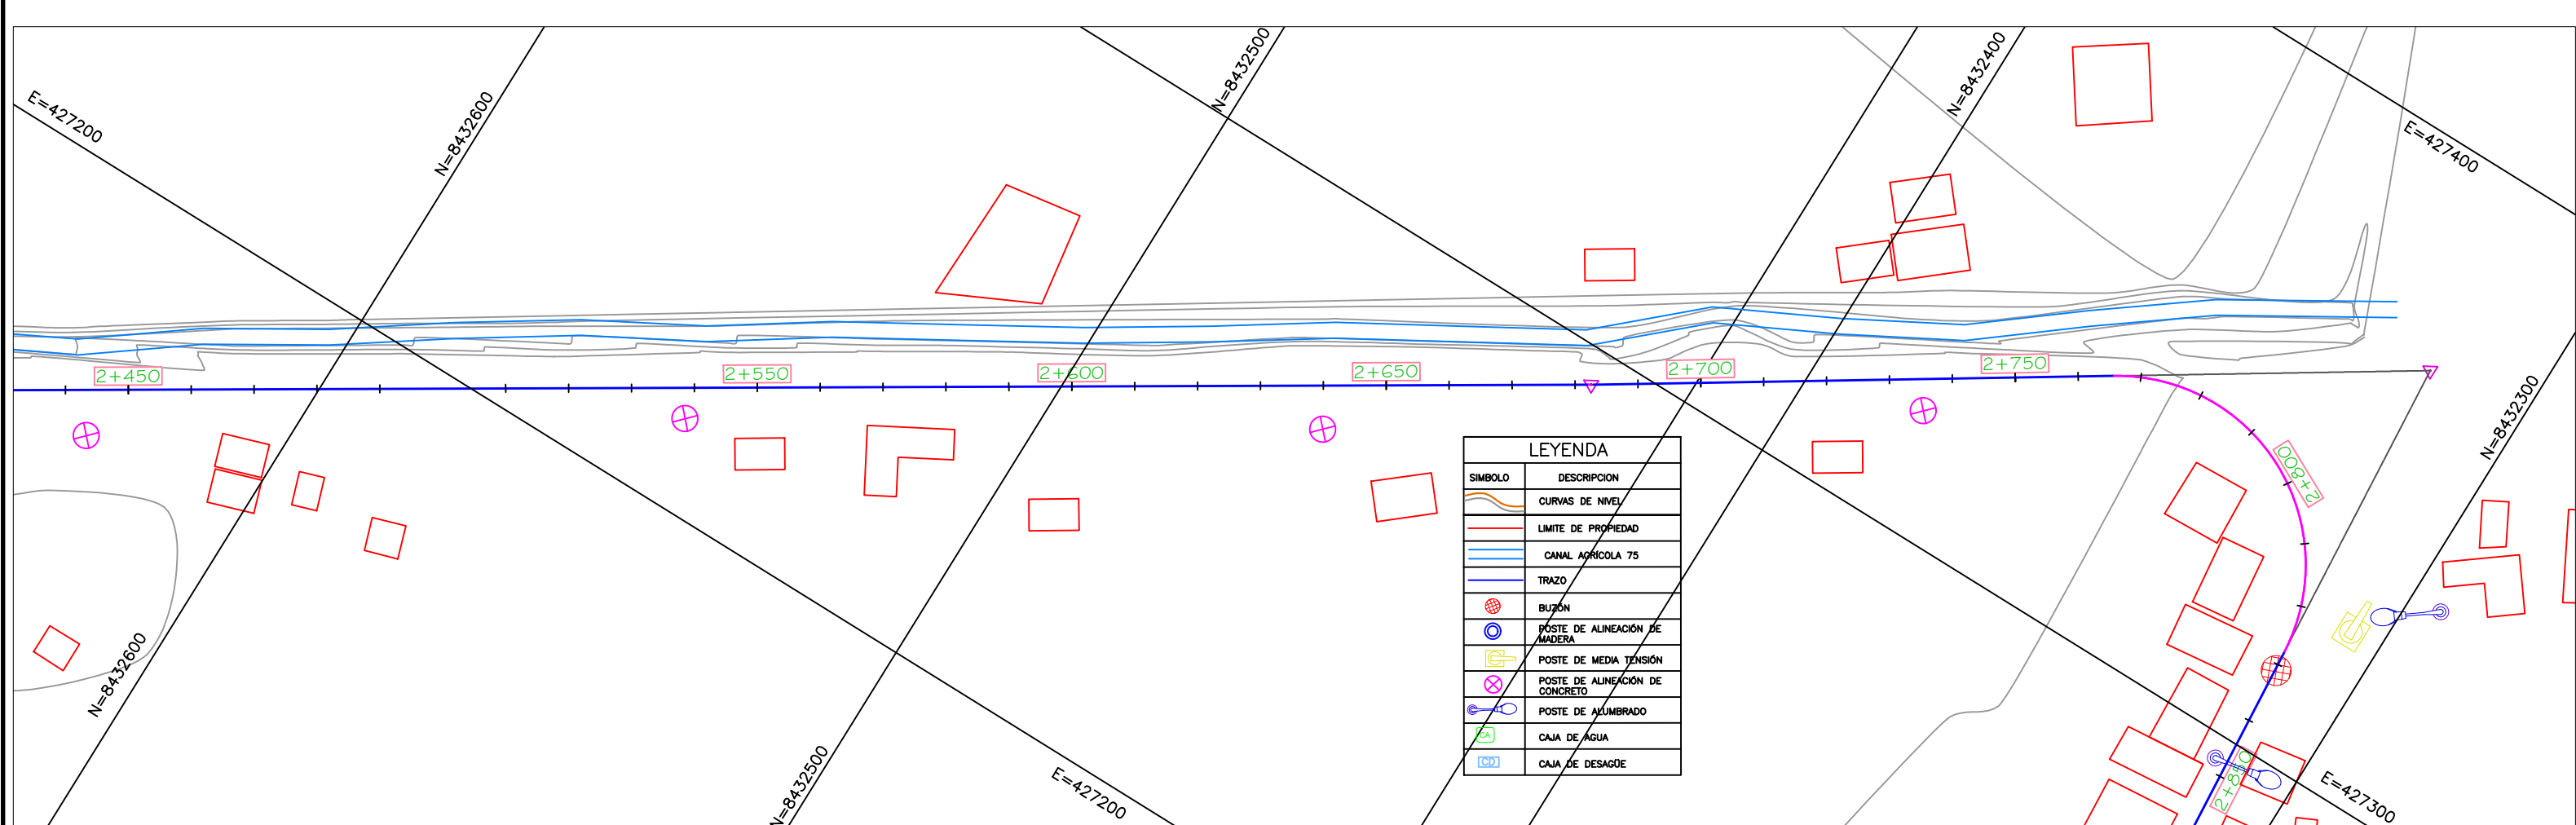 E=427200
N=8432600
N=8432500
N=8432400
E=427400
2+450
2+550
2+600
2+650
2+700
2+750
2+800
N=8432300
LEYENDA
SIMBOLO DESCRIPCION
CURVAS DE NIVEL
LIMITE DE PROPIEDAD
CANAL AGRÍCOLA 75
TRAZO
BUZÓN
POSTE DE ALINEACIÓN DE
MADERA
POSTE DE MEDIA TENSIÓN
POSTE DE ALINEACIÓN DE
CONCRETO
POSTE DE ALUMBRADO
CA
CAJA DE AGUA
CD
CAJA DE DESAGÜE
N=8432600
N=8432500
E=427200
2+850
E=427300